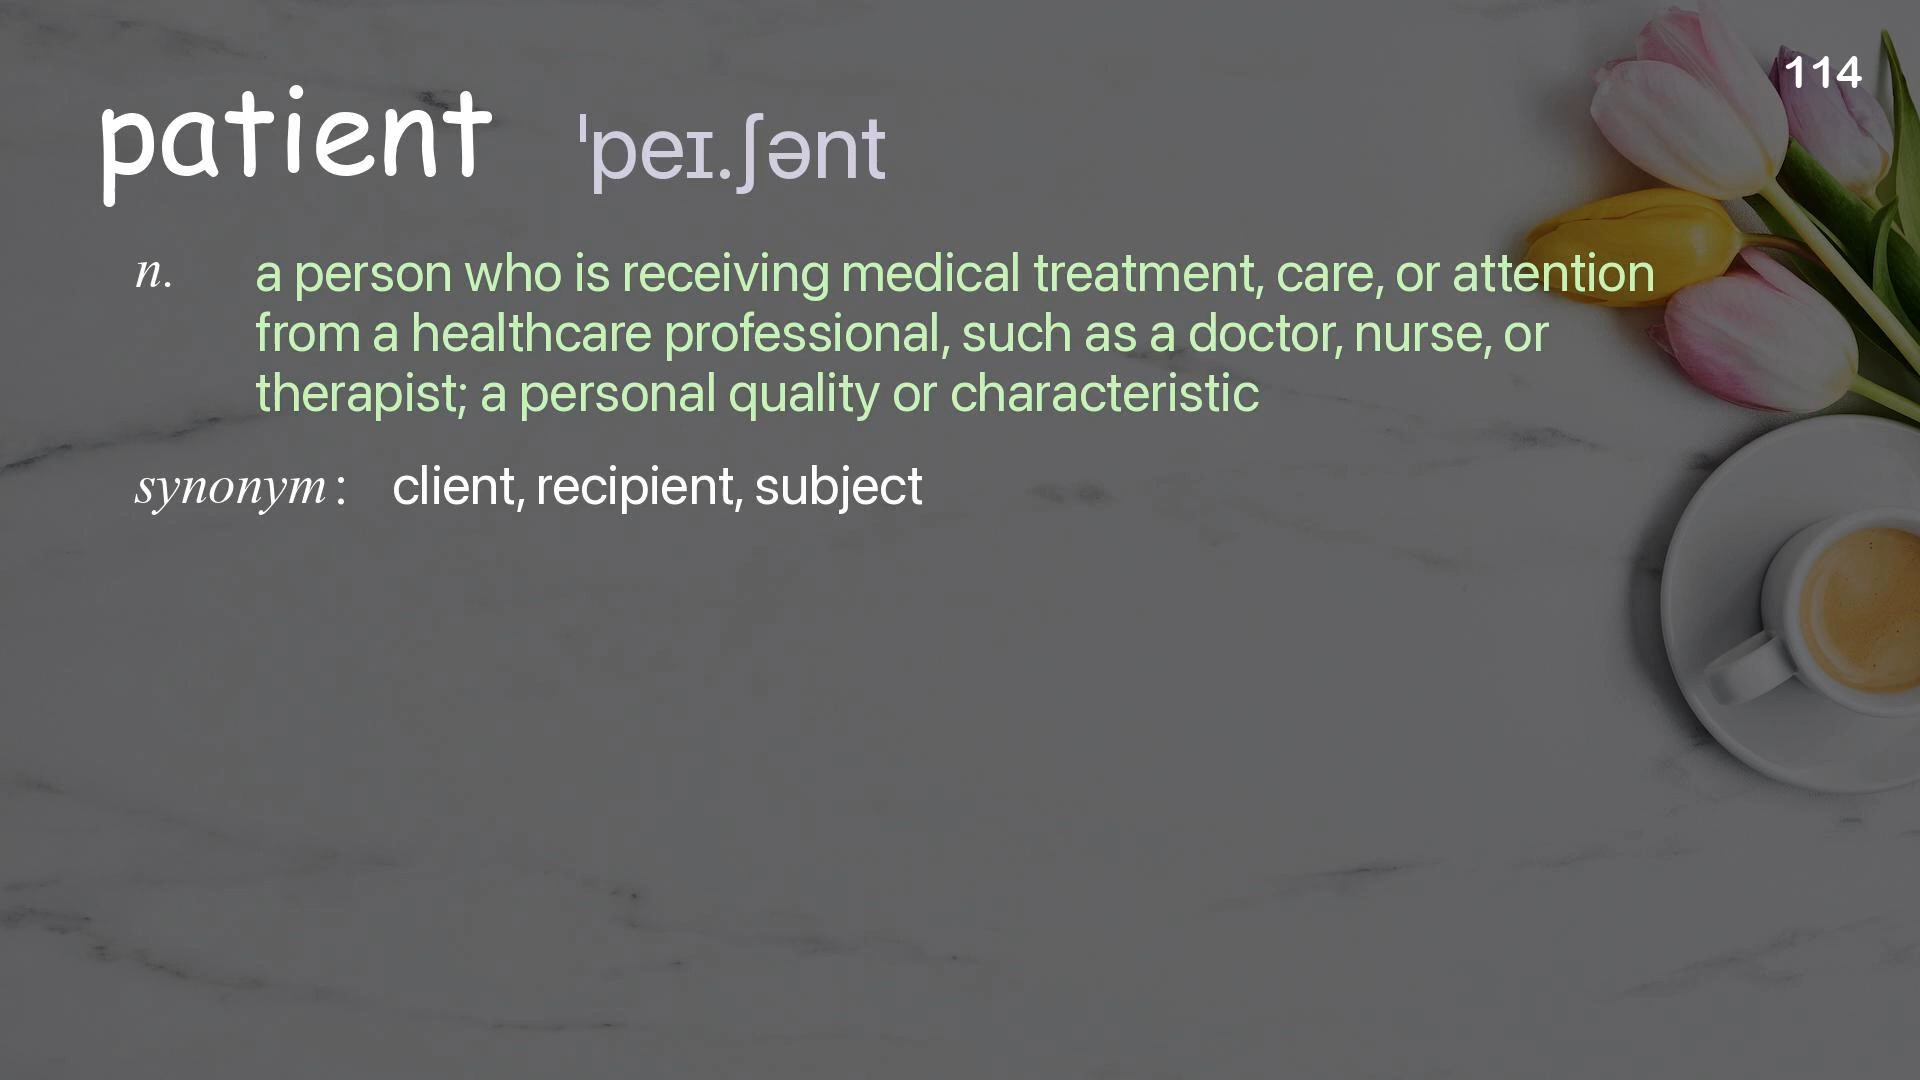 114
patient ˈpeɪ.ʃənt
n. a person who is receiving medical treatment, care, or attention
from a healthcare professional, such as a doctor, nurse, or
therapist; a personal quality or characteristic
synonym: client, recipient, subject